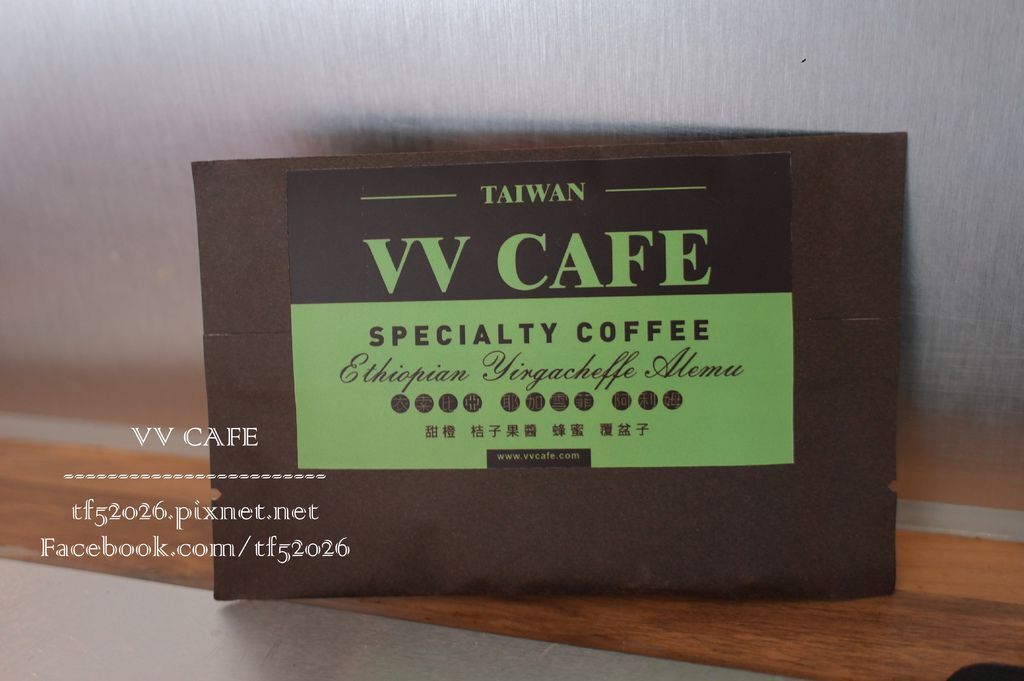 TAIWAN
VV CAFE
SPECIALTY COFFEE
Ethiopian Yirgacheffe Alemu
衣索比亞 耶加雪菲 阿利姆
甜橙 桔子果醬 蜂蜜 覆盆子
www.vvcafe.com
VV CAFE
------------------------
tf52026.pixnet.net
Facebook.com/tf52026